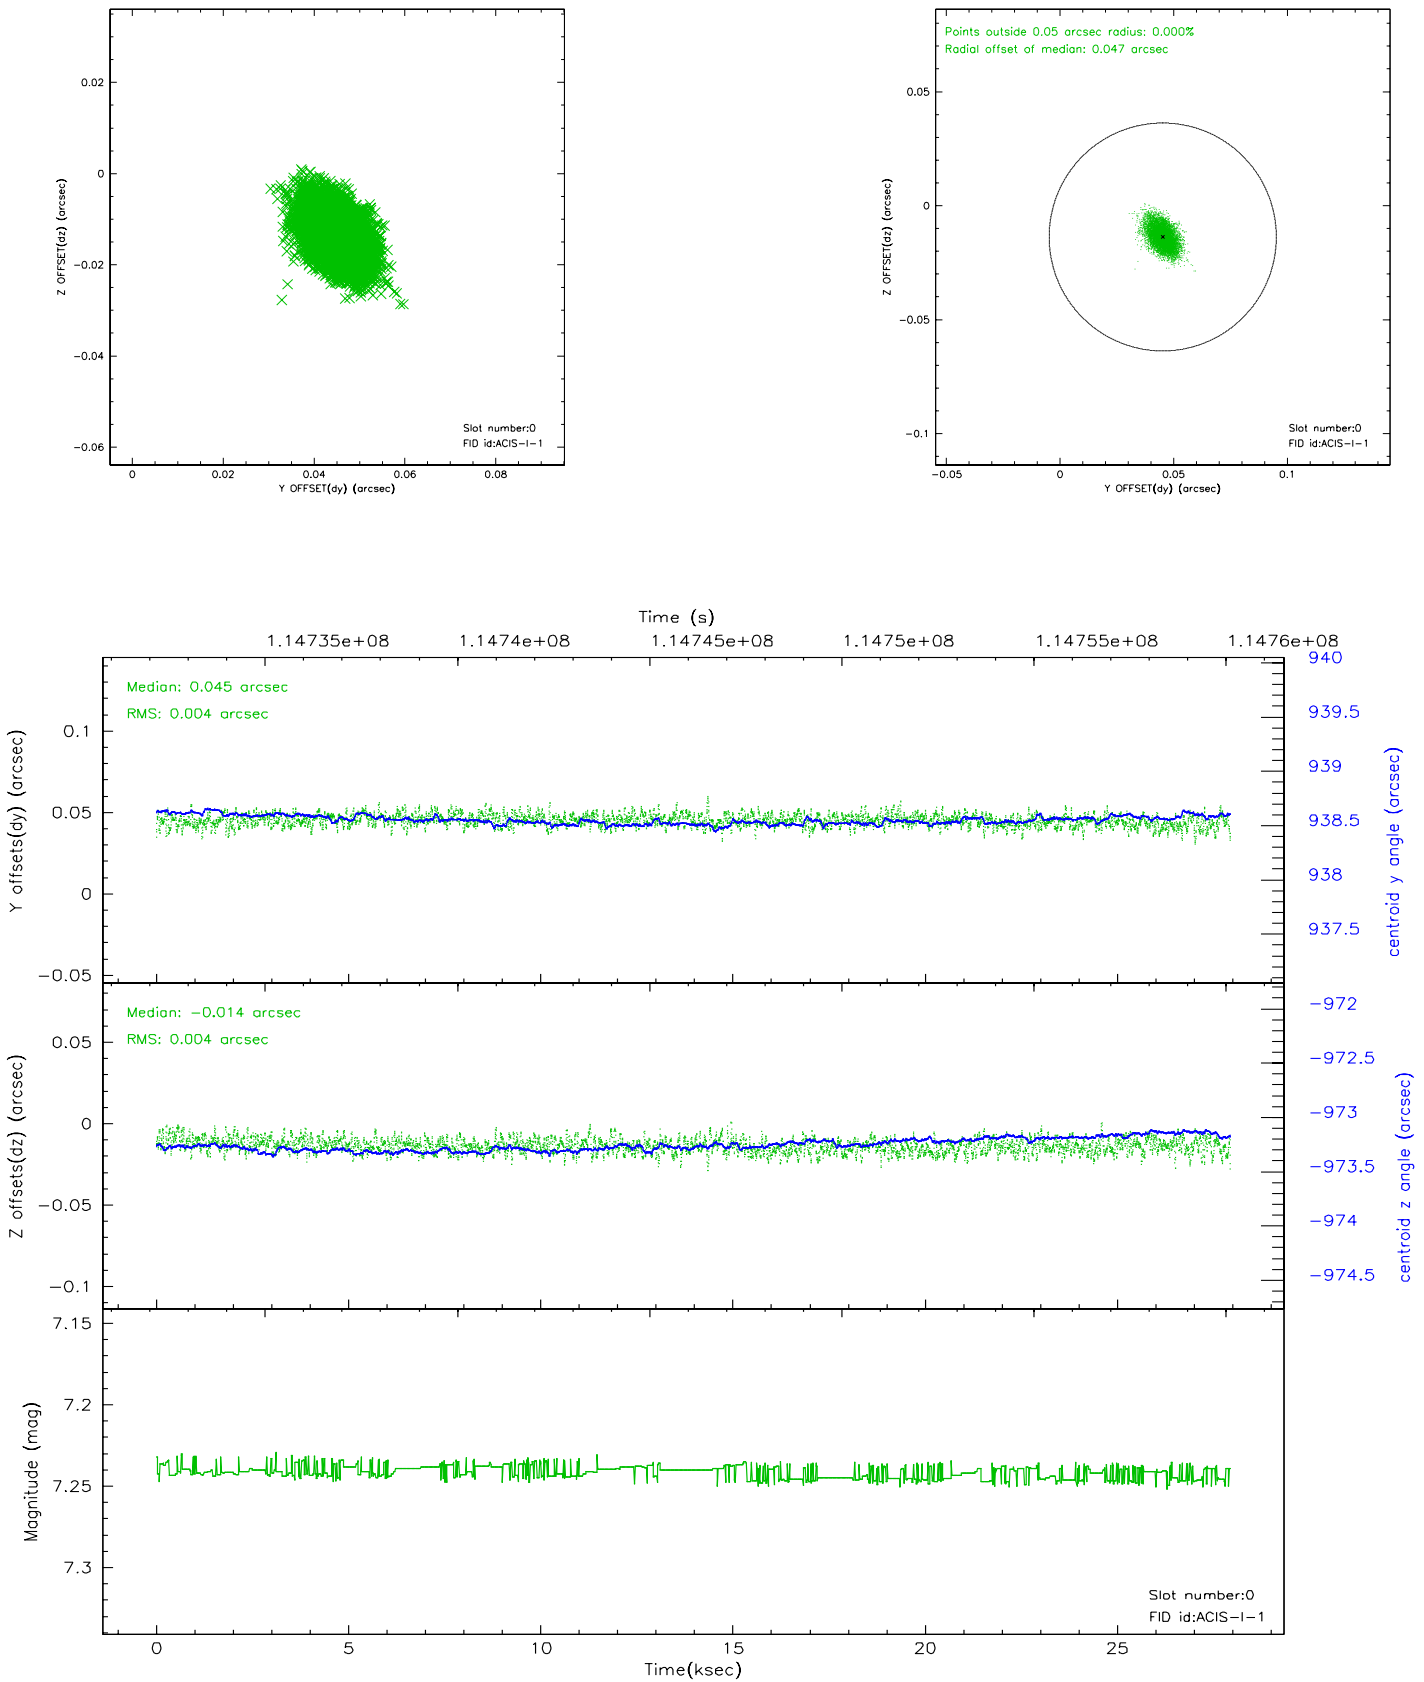 0.02
0
−0.02
−0.04
−0.06
Z OFFSET(dz) (arcsec)
0
0.02
0.04
0.06
0.08
Y OFFSET(dy) (arcsec)
Slot number:0
FID id:ACIS−I−1
Points outside 0.05 arcsec radius: 0.000%
Radial offset of median: 0.047 arcsec
0.05
0
−0.05
−0.1
Z OFFSET(dz) (arcsec)
−0.05
0
0.05
0.1
Y OFFSET(dy) (arcsec)
Slot number:0
FID id:ACIS−I−1
Time (s)
1.14735e+08
1.1474e+08
1.14745e+08
1.1475e+08
1.14755e+08
1.1476e+08
Median: 0.045 arcsec
RMS: 0.004 arcsec
0.1
0.05
0
−0.05
Y offsets(dy) (arcsec)
940
939.5
939
938.5
938
937.5
centroid y angle (arcsec)
Median: −0.014 arcsec
RMS: 0.004 arcsec
0.05
0
−0.05
−0.1
Z offsets(dz) (arcsec)
−972
−972.5
−973
−973.5
−974
−974.5
centroid z angle (arcsec)
7.15
7.2
7.25
7.3
Magnitude (mag)
Slot number:0
FID id:ACIS−I−1
0
5
10
15
20
25
Time(ksec)